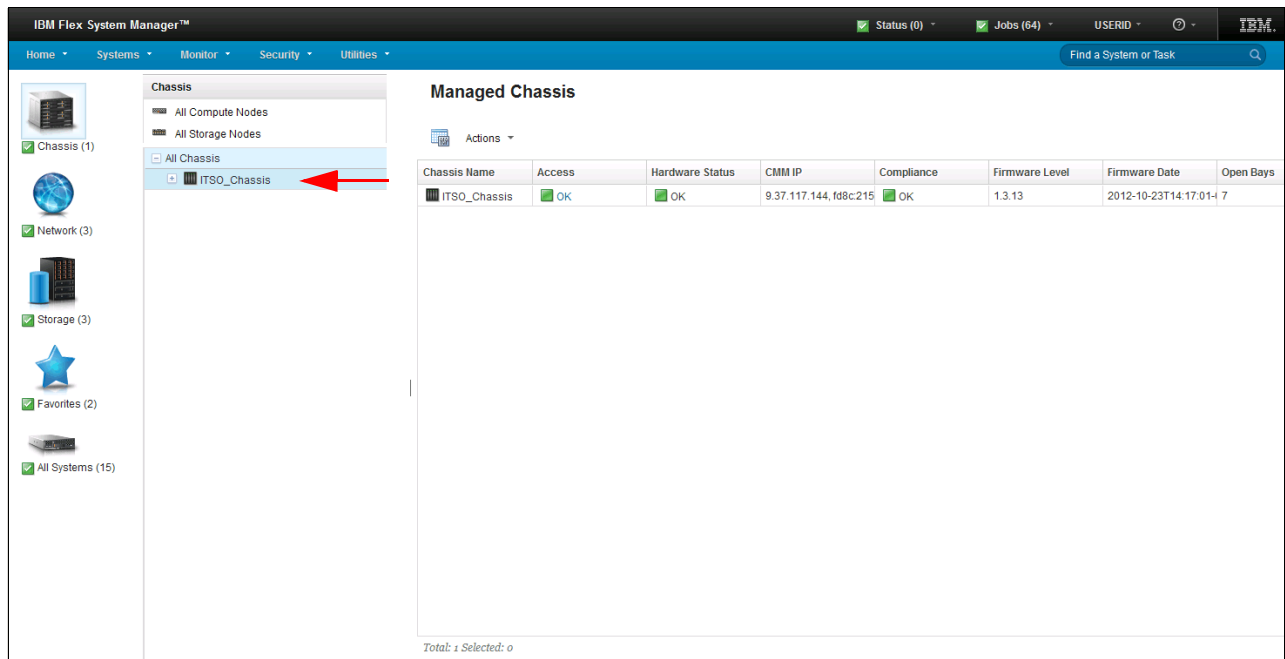 IBM Flex System Manager™
Status (0)
Jobs (64)
USERID
IBM.
Home Systems Monitor Security Utilities
Find a System or Task
Chassis (1)
Network (3)
Storage (3)
Favorites (2)
All Systems (15)
Chassis
All Compute Nodes
All Storage Nodes
All Chassis
ITSO_Chassis
Managed Chassis
Actions
Chassis Name Access Hardware Status CMM IP Compliance Firmware Level Firmware Date Open Bays
ITSO_Chassis OK OK 9.37.117.144, fd8c:215 OK 1.3.13 2012-10-23T14:17:01- 7
Total: 1 Selected: 0